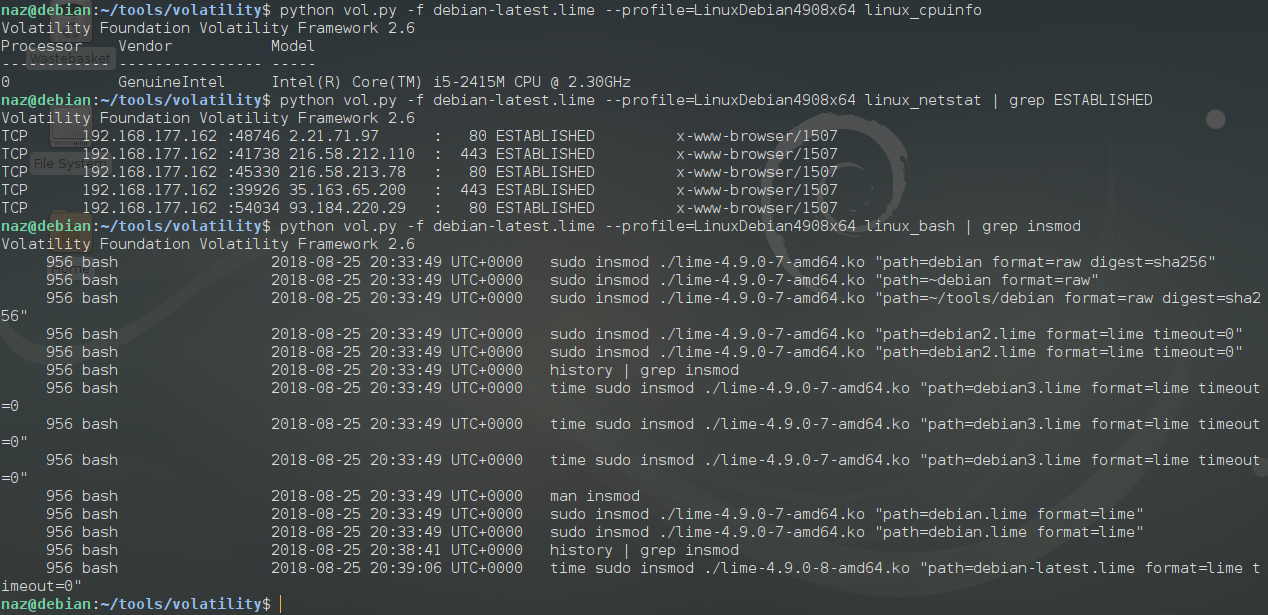 naz@debian:~/tools/volatility$ python vol.py -f debian-latest.lime --profile=LinuxDebian4908x64 linux_cpuinfo
Volatility Foundation Volatility Framework 2.6
Processor    Vendor           Model
------------ ---------------- -----
Wastebasket
0            GenuineIntel     Intel(R) Core(TM) i5-2415M CPU @ 2.30GHz
naz@debian:~/tools/volatility$ python vol.py -f debian-latest.lime --profile=LinuxDebian4908x64 linux_netstat | grep ESTABLISHED
Volatility Foundation Volatility Framework 2.6
TCP      192.168.177.162 :48746 2.21.71.97      :   80 ESTABLISHED         x-www-browser/1507
TCP      192.168.177.162 :41738 216.58.212.110  :  443 ESTABLISHED         x-www-browser/1507
File System
TCP      192.168.177.162 :45330 216.58.213.78   :   80 ESTABLISHED         x-www-browser/1507
TCP      192.168.177.162 :39926 35.163.65.200   :  443 ESTABLISHED         x-www-browser/1507
TCP      192.168.177.162 :54034 93.184.220.29   :   80 ESTABLISHED         x-www-browser/1507
naz@debian:~/tools/volatility$ python vol.py -f debian-latest.lime --profile=LinuxDebian4908x64 linux_bash | grep insmod
Volatility Foundation Volatility Framework 2.6
     956 bash                 2018-08-25 20:33:49 UTC+0000   sudo insmod ./lime-4.9.0-7-amd64.ko "path=debian format=raw digest=sha256"
Home
     956 bash                 2018-08-25 20:33:49 UTC+0000   sudo insmod ./lime-4.9.0-7-amd64.ko "path=~debian format=raw"
     956 bash                 2018-08-25 20:33:49 UTC+0000   sudo insmod ./lime-4.9.0-7-amd64.ko "path=~/tools/debian format=raw digest=sha2
56"
     956 bash                 2018-08-25 20:33:49 UTC+0000   sudo insmod ./lime-4.9.0-7-amd64.ko "path=debian2.lime format=lime timeout=0"
     956 bash                 2018-08-25 20:33:49 UTC+0000   sudo insmod ./lime-4.9.0-7-amd64.ko "path=debian2.lime format=lime timeout=0"
     956 bash                 2018-08-25 20:33:49 UTC+0000   history | grep insmod
     956 bash                 2018-08-25 20:33:49 UTC+0000   time sudo insmod ./lime-4.9.0-7-amd64.ko "path=debian3.lime format=lime timeout
=0
     956 bash                 2018-08-25 20:33:49 UTC+0000   time sudo insmod ./lime-4.9.0-7-amd64.ko "path=debian3.lime format=lime timeout
=0"
     956 bash                 2018-08-25 20:33:49 UTC+0000   time sudo insmod ./lime-4.9.0-7-amd64.ko "path=debian3.lime format=lime timeout
=0"
     956 bash                 2018-08-25 20:33:49 UTC+0000   man insmod
     956 bash                 2018-08-25 20:33:49 UTC+0000   sudo insmod ./lime-4.9.0-7-amd64.ko "path=debian.lime format=lime"
     956 bash                 2018-08-25 20:33:49 UTC+0000   sudo insmod ./lime-4.9.0-7-amd64.ko "path=debian.lime format=lime"
     956 bash                 2018-08-25 20:38:41 UTC+0000   history | grep insmod
     956 bash                 2018-08-25 20:39:06 UTC+0000   time sudo insmod ./lime-4.9.0-8-amd64.ko "path=debian-latest.lime format=lime t
imeout=0"
naz@debian:~/tools/volatility$